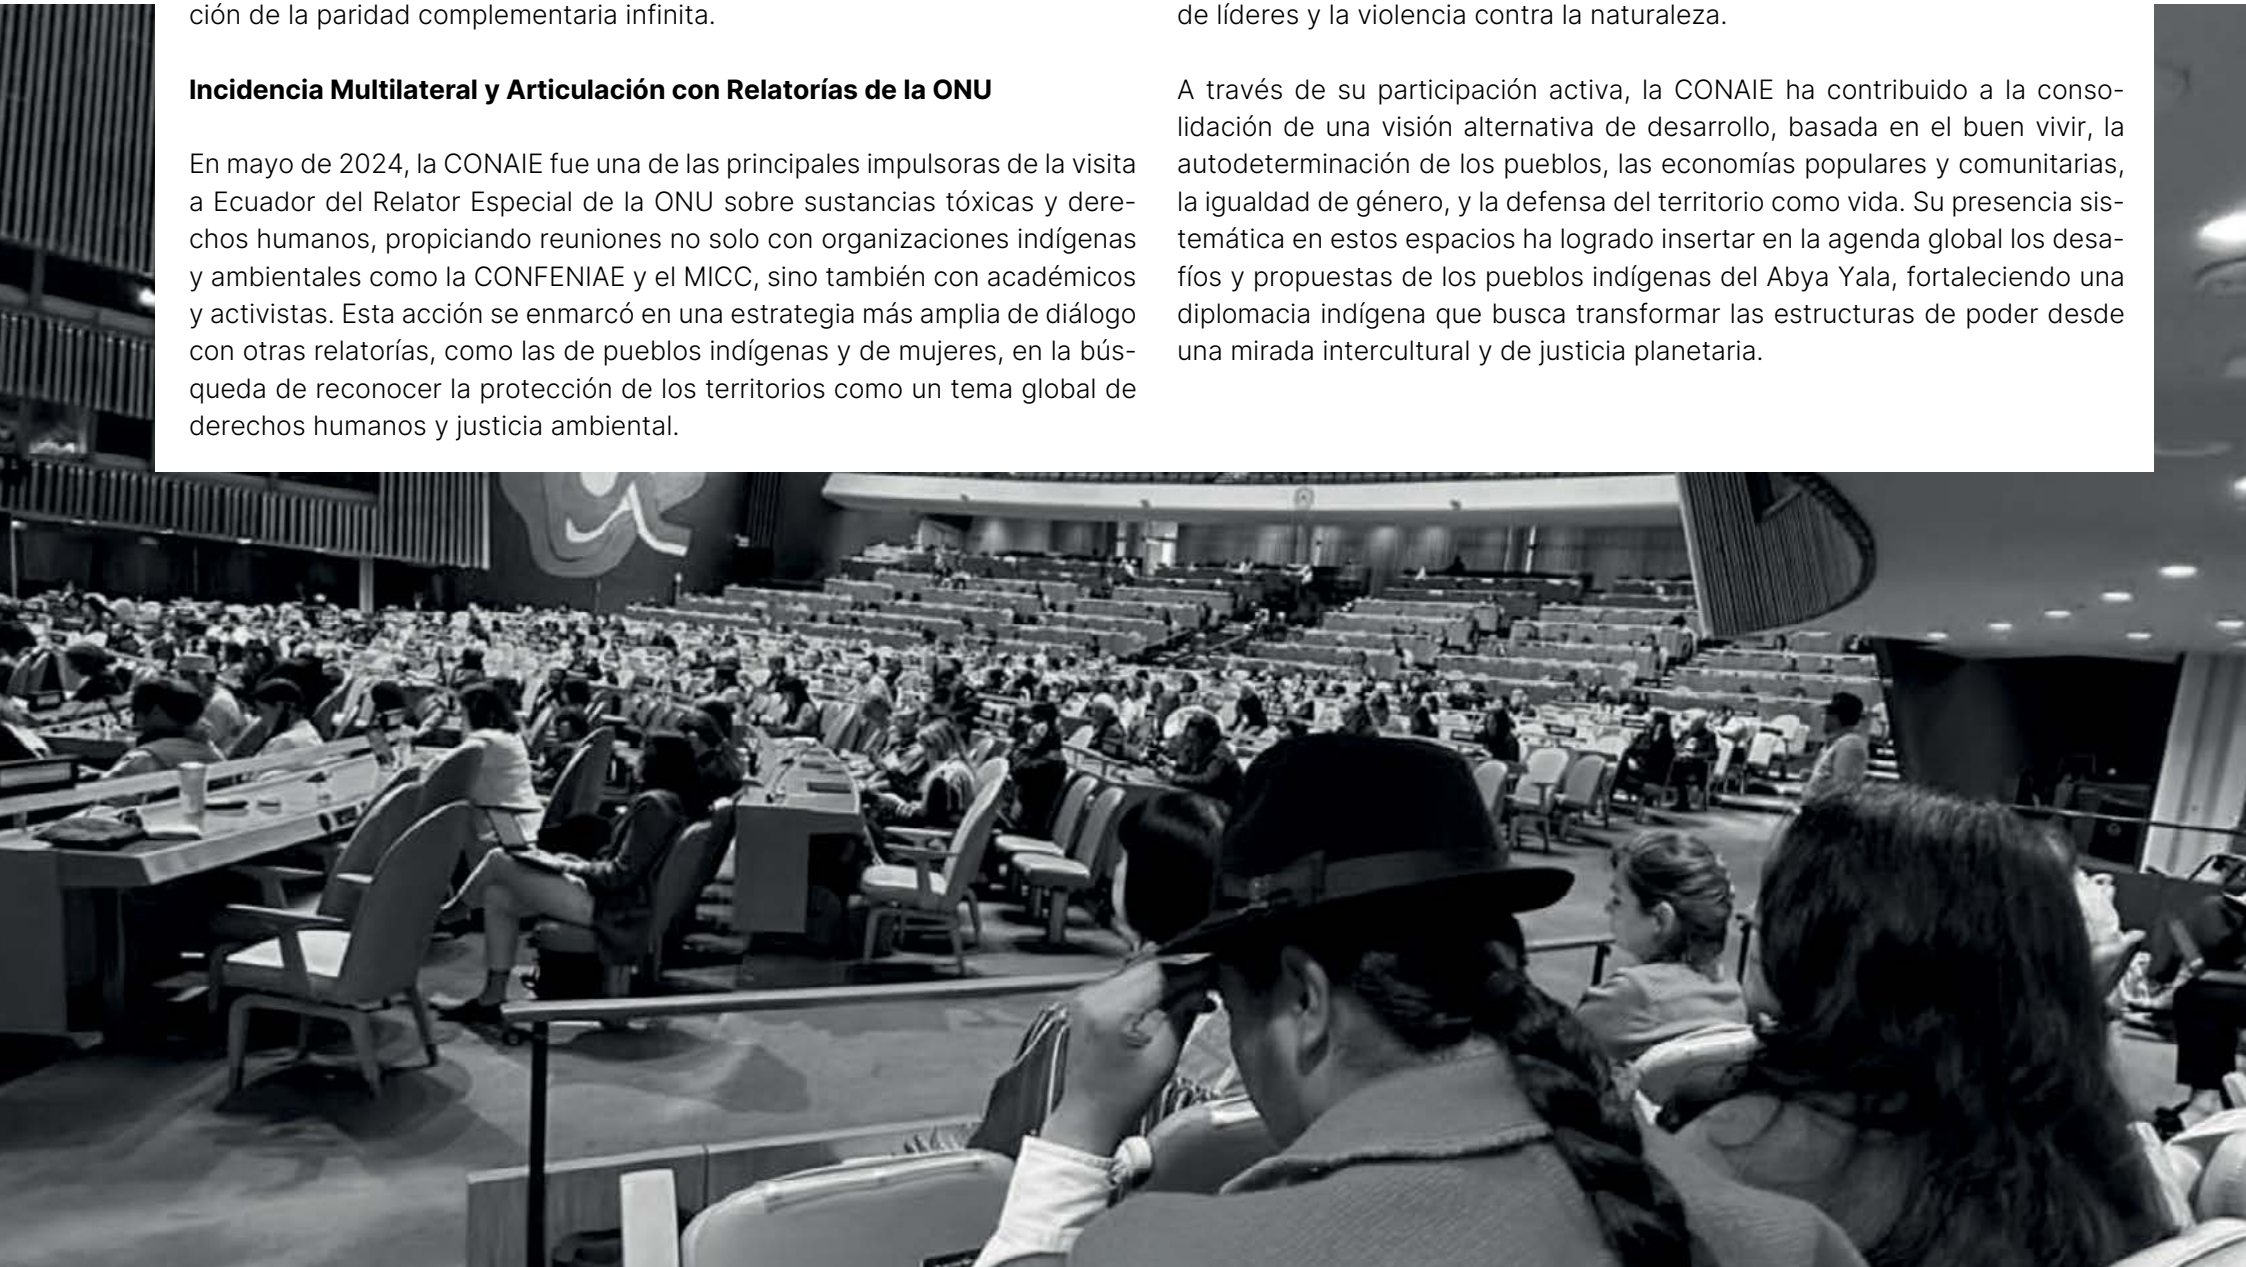 ción de la paridad complementaria infinita.
Incidencia Multilateral y Articulación con Relatorías de la ONU
En mayo de 2024, la CONAIE fue una de las principales impulsoras de la visita
a Ecuador del Relator Especial de la ONU sobre sustancias tóxicas y dere-
chos humanos, propiciando reuniones no solo con organizaciones indígenas
y ambientales como la CONFENIAE y el MICC, sino también con académicos
y activistas. Esta acción se enmarcó en una estrategia más amplia de diálogo
con otras relatorías, como las de pueblos indígenas y de mujeres, en la bús-
queda de reconocer la protección de los territorios como un tema global de
derechos humanos y justicia ambiental.
de líderes y la violencia contra la naturaleza.
A través de su participación activa, la CONAIE ha contribuido a la conso-
lidación de una visión alternativa de desarrollo, basada en el buen vivir, la
autodeterminación de los pueblos, las economías populares y comunitarias,
la igualdad de género, y la defensa del territorio como vida. Su presencia sis-
temática en estos espacios ha logrado insertar en la agenda global los desa-
fíos y propuestas de los pueblos indígenas del Abya Yala, fortaleciendo una
diplomacia indígena que busca transformar las estructuras de poder desde
una mirada intercultural y de justicia planetaria.